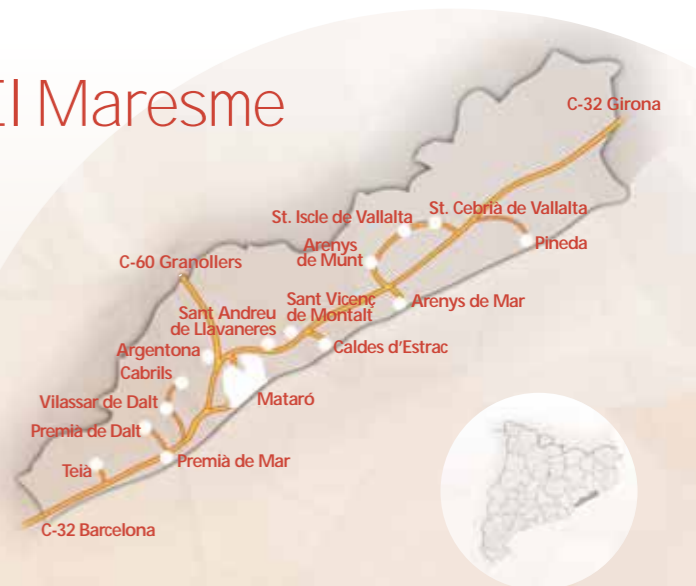 El Maresme
C-32 Girona
St. Iscle de Vallalta
St. Cebrià de Vallalta
Arenys
de Munt
Pineda
C-60 Granollers
Sant Vicenç
de Montalt
Arenys de Mar
Sant Andreu
de Llavaneres
Argentona
Caldes d'Estrac
Cabrils
Vilassar de Dalt
Mataró
Premià de Dalt
Teià
Premià de Mar
C-32 Barcelona